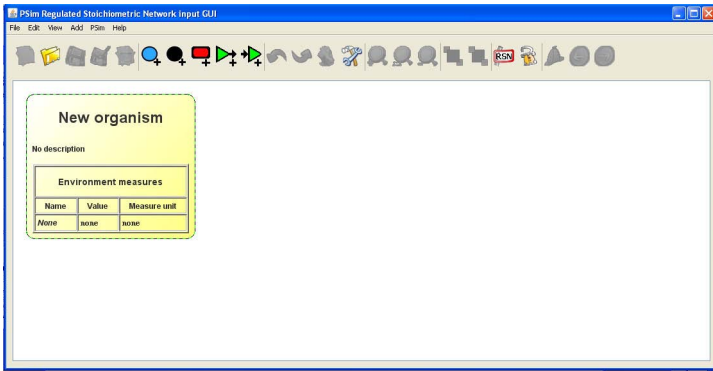 PSim Regulated Stoichiometric Network input GUI
File Edit View Add PSim Help
RSN
New organism
No description
Environment measures
Name Value Measure unit
None none none